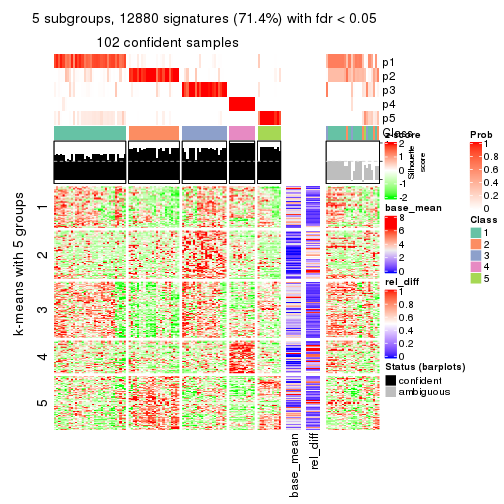 5 subgroups, 12880 signatures (71.4%) with fdr < 0.05
102 confident samples
p1
p2
p3
p4
p5
Class
z-score
2
1
0
-1
-2
Silhouette
score
Prob
1
0.8
0.6
0.4
0.2
0
base_mean
8
6
4
2
0
Class
1
2
3
4
5
rel_diff
1
0.8
0.6
0.4
0.2
0
Status (barplots)
confident
ambiguous
k-means with 5 groups
1
2
3
4
5
base_mean
rel_diff